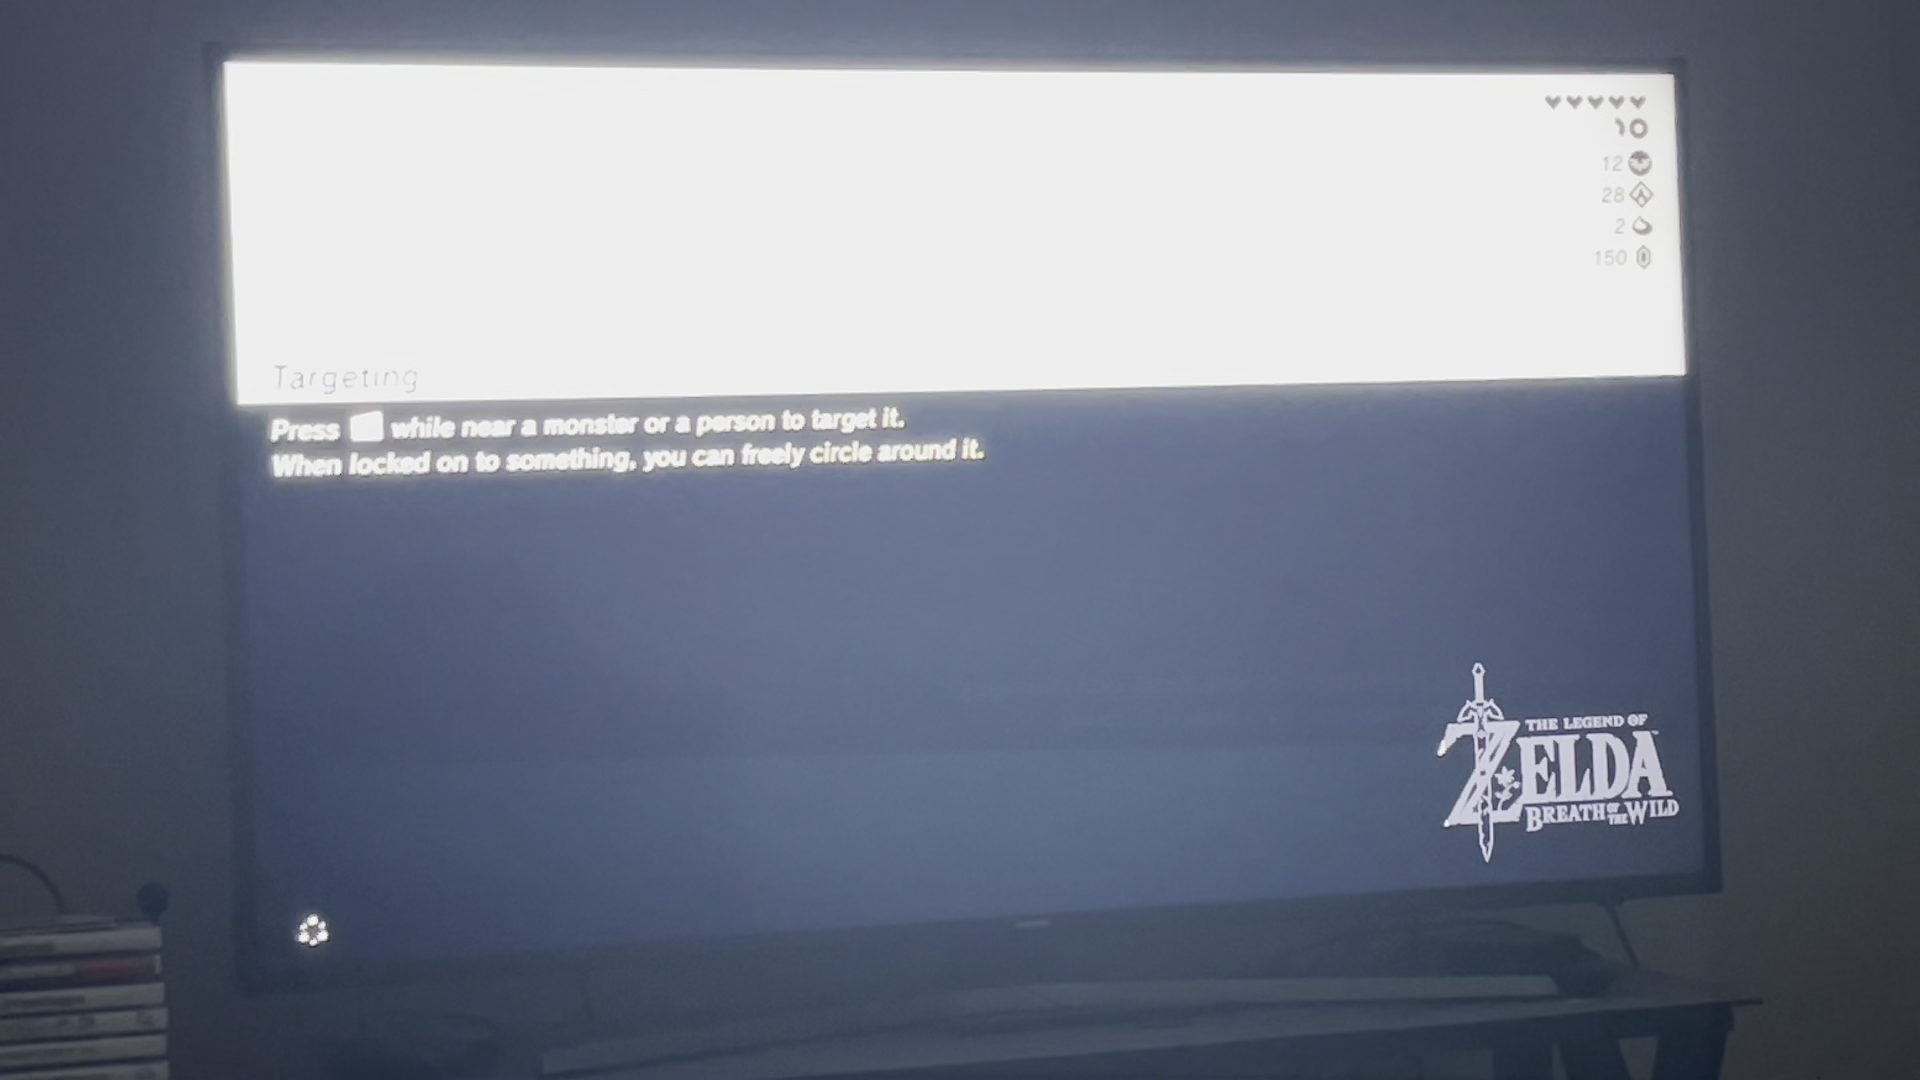 12
28
2
150
Targeting
Press while near a monster or a person to target it.
When locked on to something, you can freely circle around it.
THE LEGEND OF
ZELDA
BREATH OF THE WILD